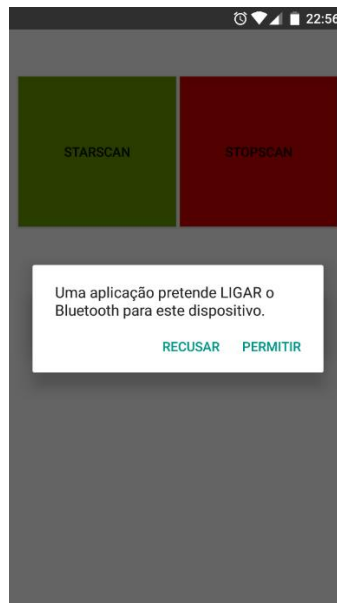 22:56
STARSCAN
STOPSCAN
Uma aplicação pretende LIGAR o
Bluetooth para este dispositivo.
RECUSAR PERMITIR